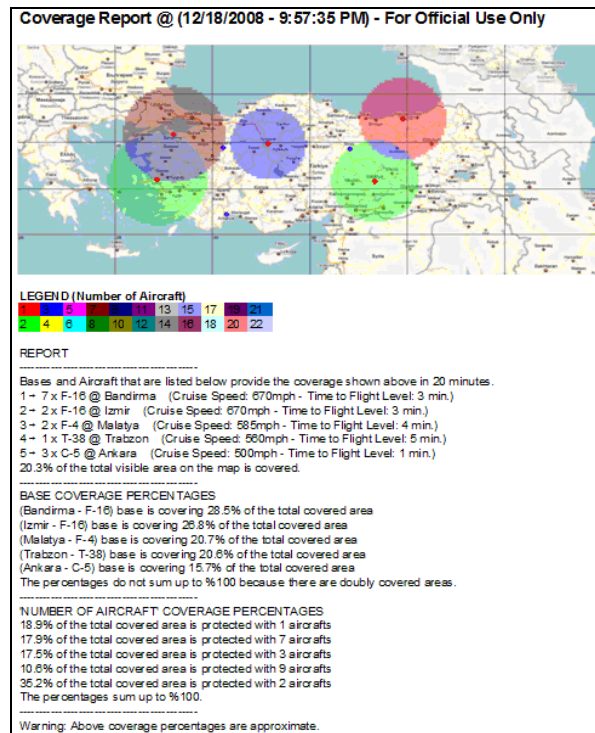 Coverage Report @ (12/18/2008 - 9:57:35 PM) - For Official Use Only
LEGEND (Number of Aircraft)
1 3 5 7 9 11 13 15 17 19 21
2 4 6 8 10 12 14 16 18 20 22
REPORT
Bases and Aircraft that are listed below provide the coverage shown above in 20 minutes.
1 → 7 x F-16 @ Bandirma (Cruise Speed: 670mph - Time to Flight Level: 3 min.)
2 → 2 x F-16 @ Izmir (Cruise Speed: 670mph - Time to Flight Level: 3 min.)
3 → 2 x F-4 @ Malatya (Cruise Speed: 585mph - Time to Flight Level: 4 min.)
4 → 1 x T-38 @ Trabzon (Cruise Speed: 560mph - Time to Flight Level: 5 min.)
5 → 3 x C-5 @ Ankara (Cruise Speed: 500mph - Time to Flight Level: 1 min.)
20.3% of the total visible area on the map is covered.
BASE COVERAGE PERCENTAGES
(Bandirma - F-16) base is covering 28.5% of the total covered area
(Izmir - F-16) base is covering 26.8% of the total covered area
(Malatya - F-4) base is covering 20.7% of the total covered area
(Trabzon - T-38) base is covering 20.6% of the total covered area
(Ankara - C-5) base is covering 15.7% of the total covered area
The percentages do not sum up to %100 because there are doubly covered areas.
'NUMBER OF AIRCRAFT' COVERAGE PERCENTAGES
18.9% of the total covered area is protected with 1 aircrafts
17.9% of the total covered area is protected with 7 aircrafts
17.5% of the total covered area is protected with 3 aircrafts
10.6% of the total covered area is protected with 9 aircrafts
35.2% of the total covered area is protected with 2 aircrafts
The percentages sum up to %100.
Warning: Above coverage percentages are approximate.